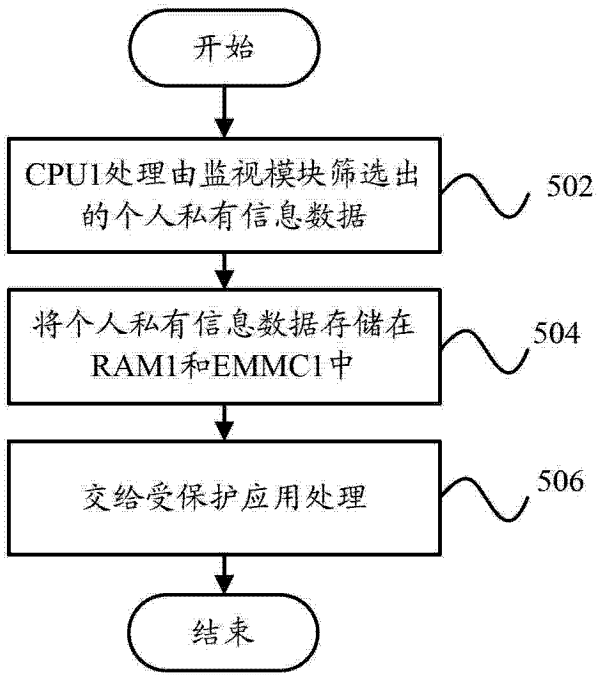 开始
CPU1处理由监视模块筛选出
的个人私有信息数据
502
将个人私有信息数据存储在
RAM1和EMMC1中
504
交给受保护应用处理
506
结束